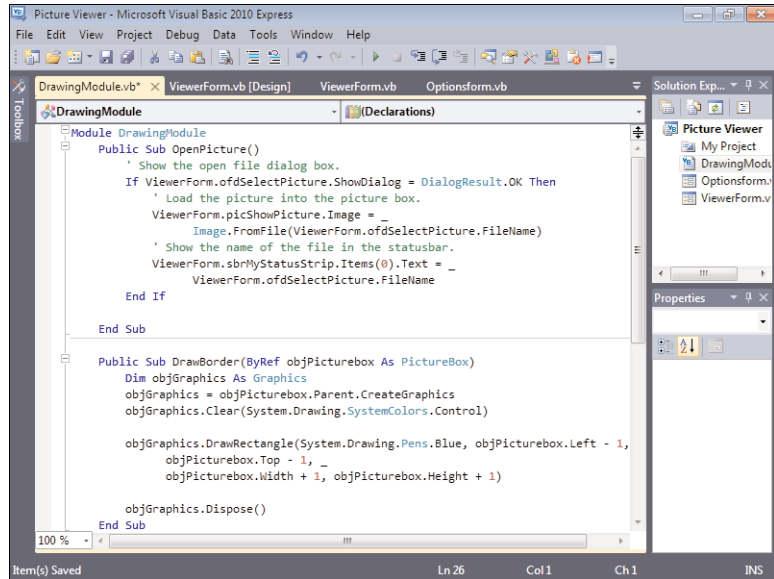 Picture Viewer - Microsoft Visual Basic 2010 Express
File Edit View Project Debug Data Tools Window Help
DrawingModule.vb* ViewerForm.vb [Design] ViewerForm.vb Optionsform.vb
Toolbox
DrawingModule (Declarations)
Module DrawingModule
Public Sub OpenPicture()
' Show the open file dialog box.
If ViewerForm.ofdSelectPicture.ShowDialog = DialogResult.OK Then
' Load the picture into the picture box.
ViewerForm.picShowPicture.Image = _
Image.FromFile(ViewerForm.ofdSelectPicture.FileName)
' Show the name of the file in the statusbar.
ViewerForm.sbrMyStatusStrip.Items(0).Text = _
ViewerForm.ofdSelectPicture.FileName
End If
End Sub
Public Sub DrawBorder(ByRef objPicturebox As PictureBox)
Dim objGraphics As Graphics
objGraphics = objPicturebox.Parent.CreateGraphics
objGraphics.Clear(System.Drawing.SystemColors.Control)
objGraphics.DrawRectangle(System.Drawing.Pens.Blue, objPicturebox.Left - 1,
objPicturebox.Top - 1, _
objPicturebox.Width + 1, objPicturebox.Height + 1)
objGraphics.Dispose()
End Sub
100 %
Solution Exp...
Picture Viewer
My Project
DrawingModu
Optionsform.v
ViewerForm.v
Properties
Item(s) Saved Ln 26 Col 1 Ch 1 INS